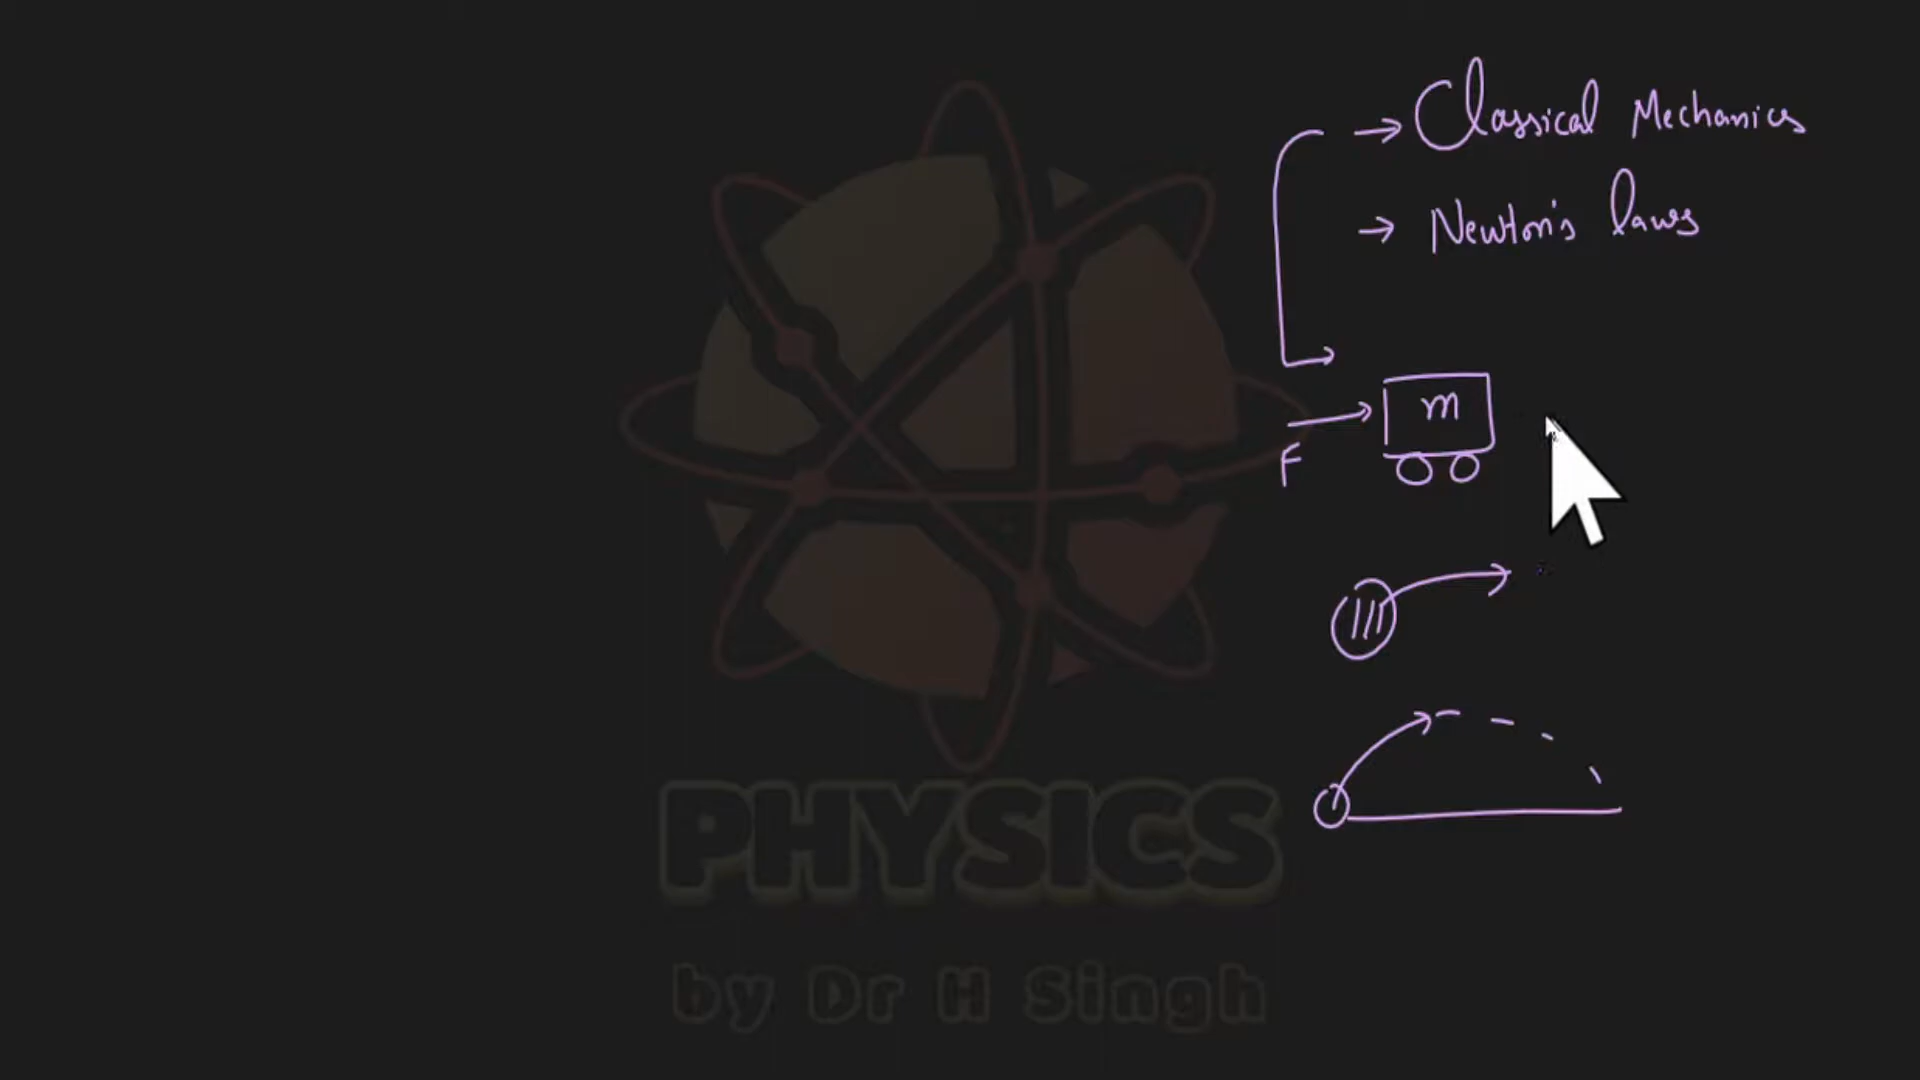 → Classical Mechanics
→ Newton's laws
m
F
PHYSICS
by Dr H Singh